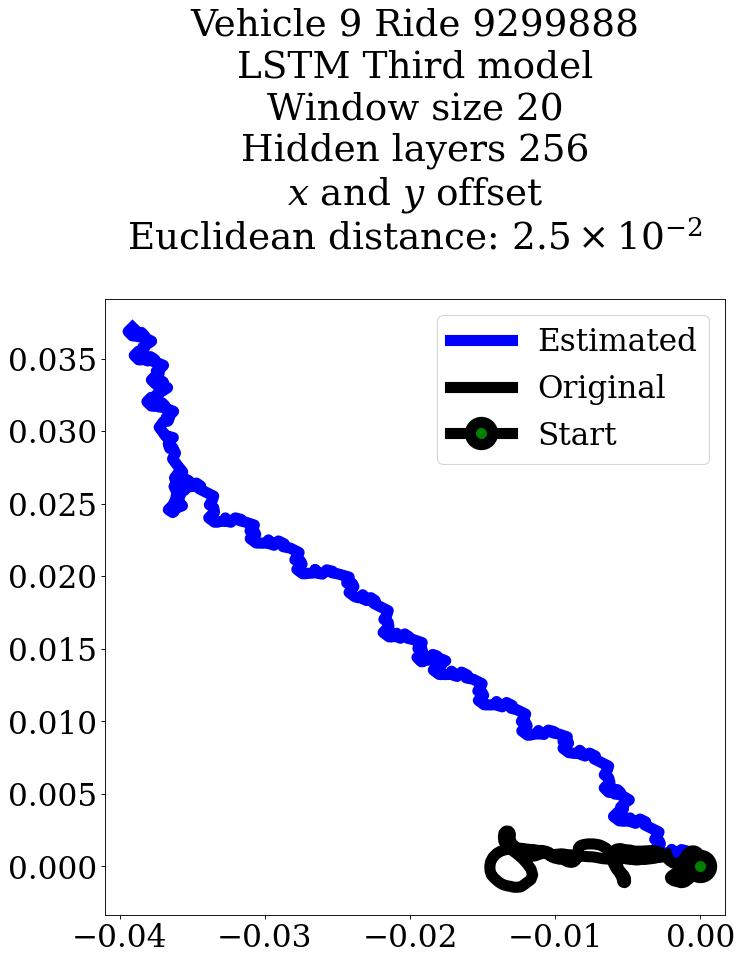 Vehicle 9 Ride 9299888
LSTM Third model
Window size 20
Hidden layers 256
x and y offset
Euclidean distance: 2.5 × 10⁻²
Estimated
Original
Start
0.035
0.030
0.025
0.020
0.015
0.010
0.005
0.000
−0.04 −0.03 −0.02 −0.01 0.00